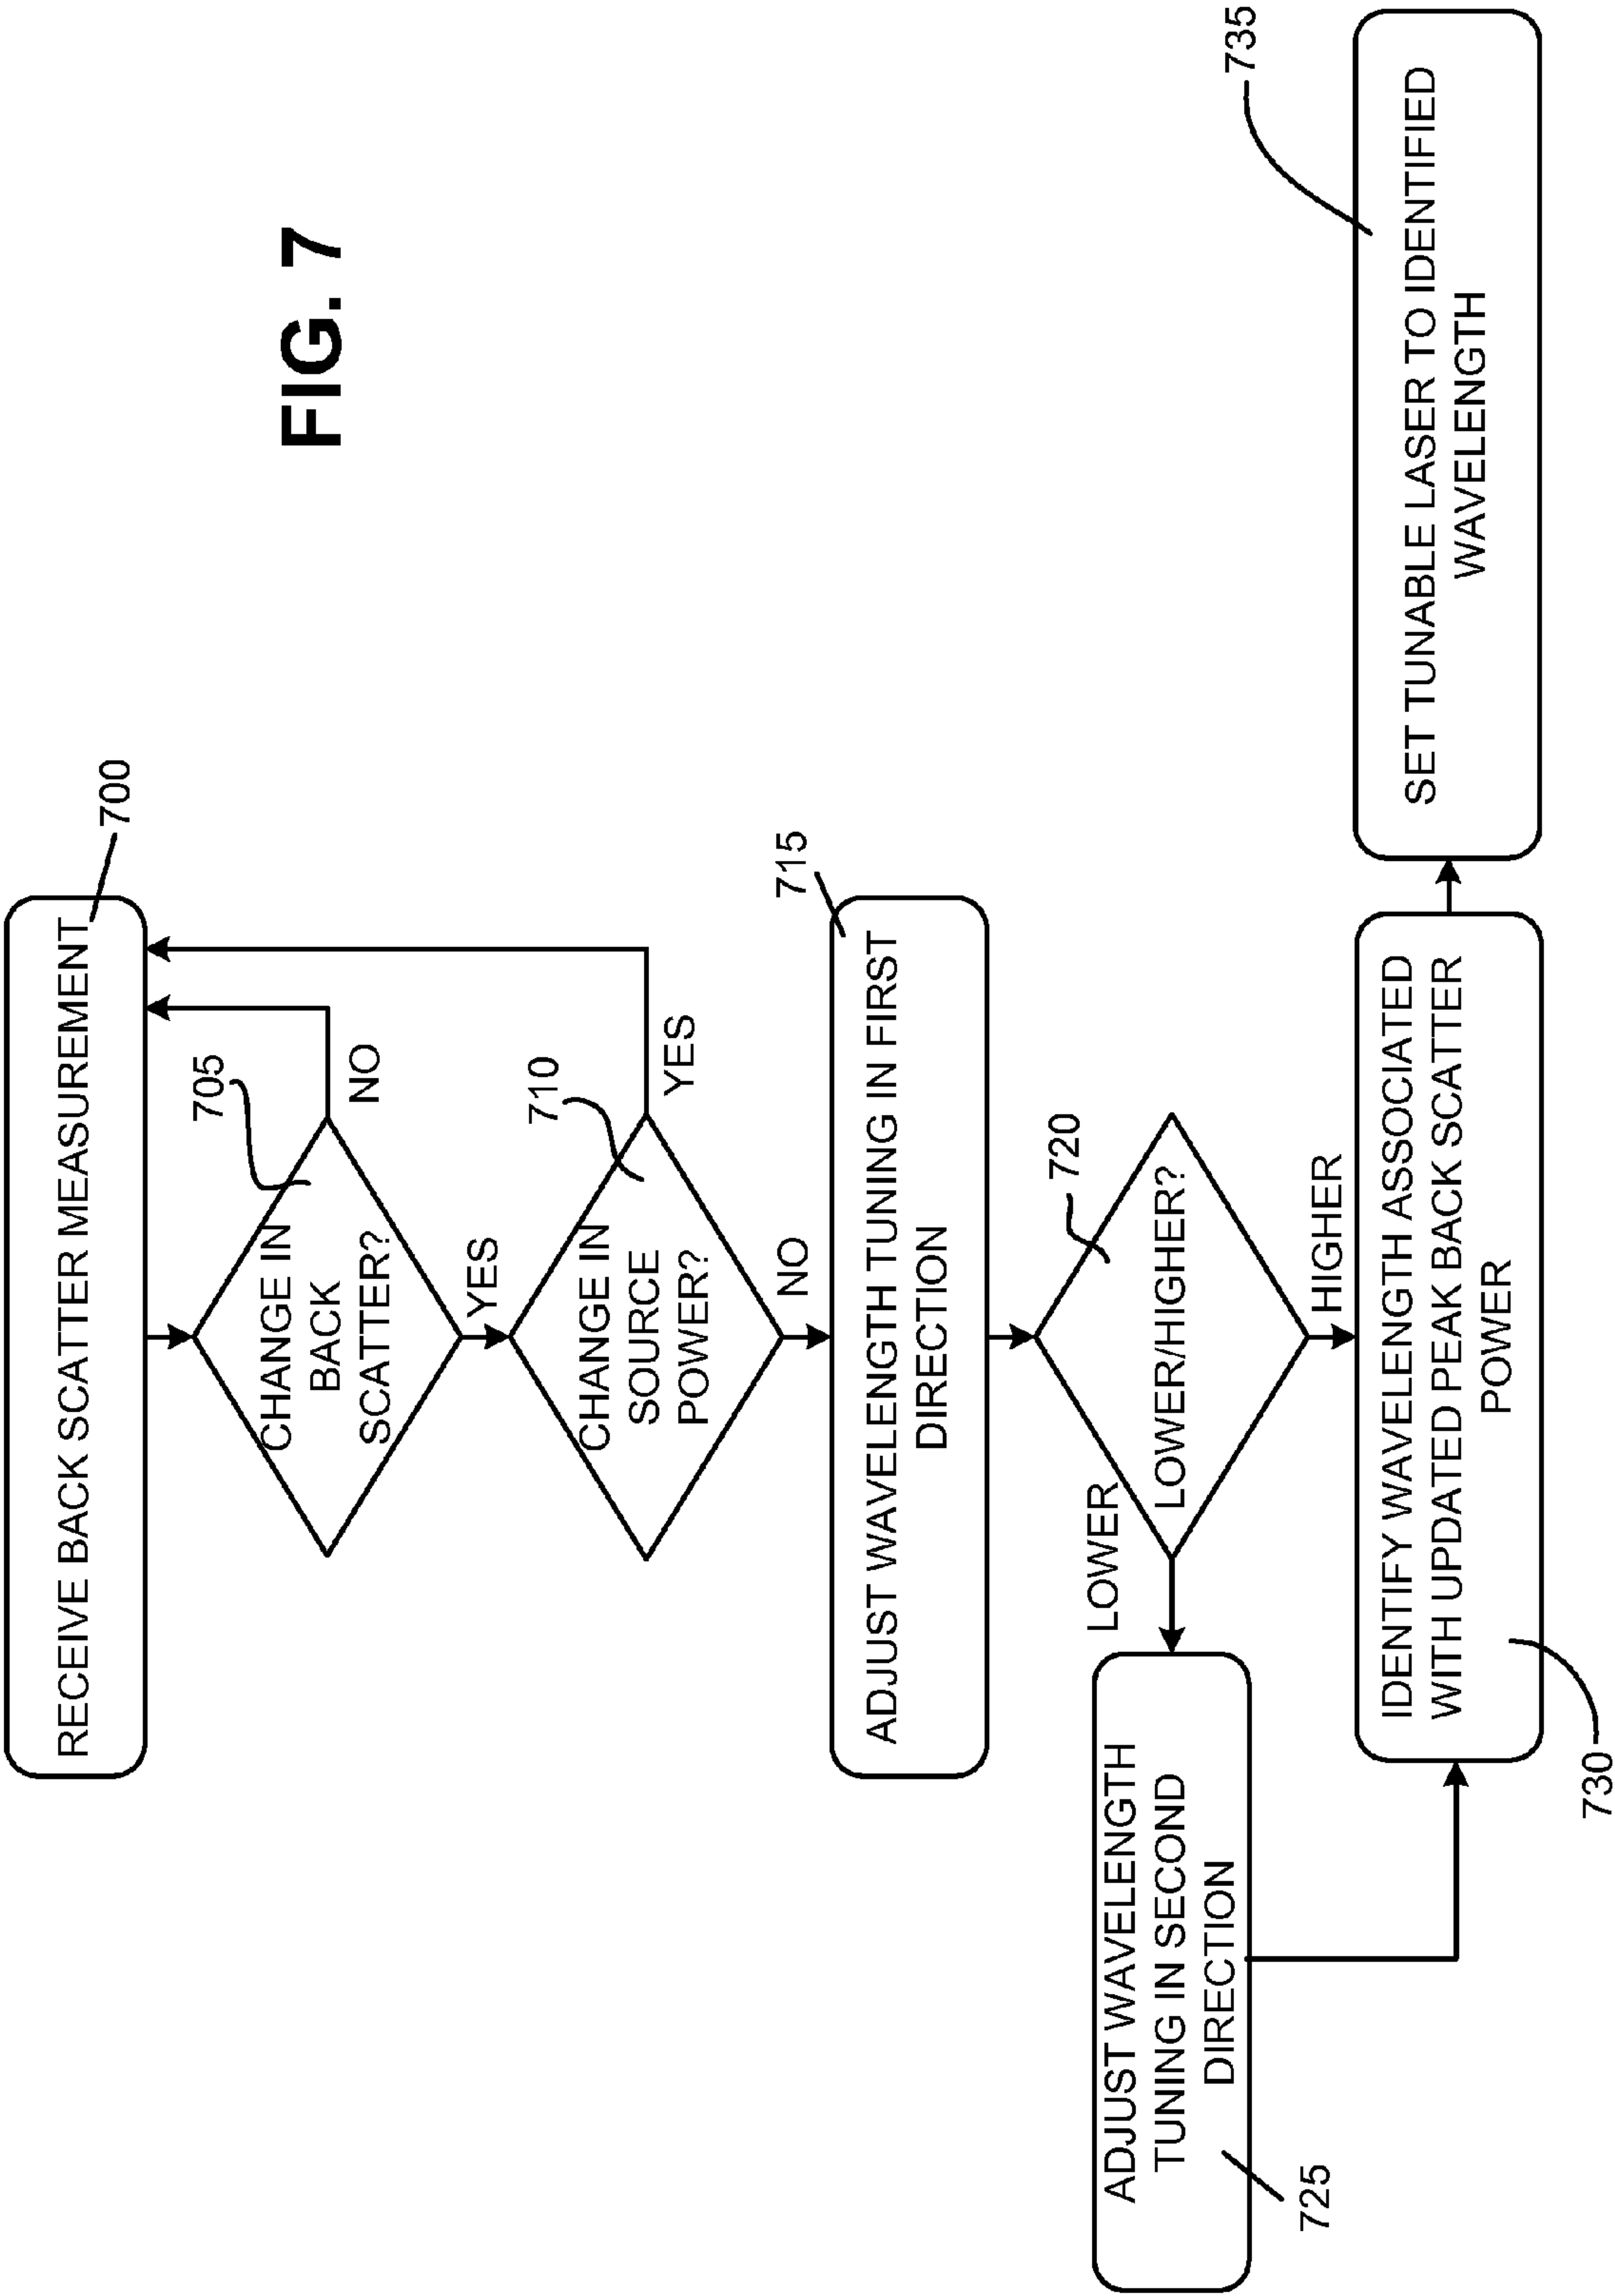 RECEIVE BACK SCATTER MEASUREMENT
700
CHANGE IN
BACK
SCATTER?
705
NO
YES
CHANGE IN
SOURCE
POWER?
710
YES
NO
ADJUST WAVELENGTH TUNING IN FIRST
DIRECTION
715
LOWER/HIGHER?
720
LOWER
HIGHER
ADJUST WAVELENGTH
TUNING IN SECOND
DIRECTION
725
IDENTIFY WAVELENGTH ASSOCIATED
WITH UPDATED PEAK BACK SCATTER
POWER
730
SET TUNABLE LASER TO IDENTIFIED
WAVELENGTH
735
FIG. 7